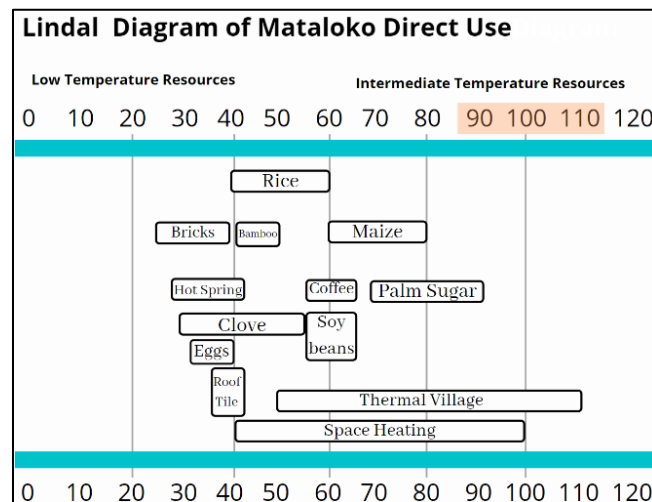 Lindal Diagram of Mataloko Direct Use
Low Temperature Resources
Intermediate Temperature Resources
0 10 20 30 40 50 60 70 80 90 100 110 120
Rice
Bricks
Bamboo
Maize
Hot Spring
Coffee
Palm Sugar
Clove
Soy
beans
Eggs
Roof
Tile
Thermal Village
Space Heating
0 10 20 30 40 50 60 70 80 90 100 110 120